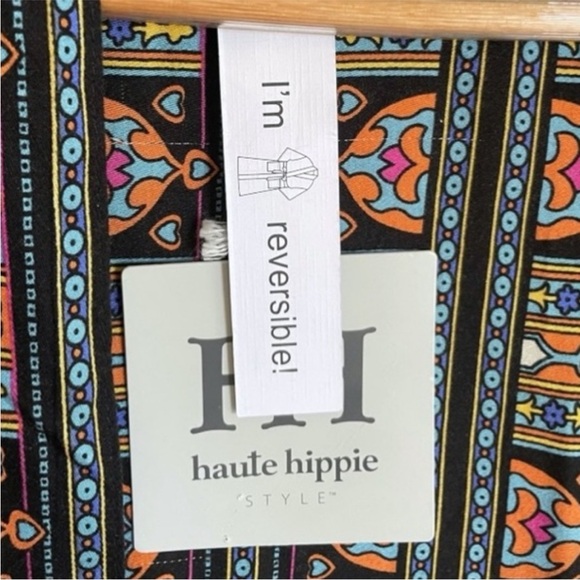 I'm reversible!
HH
haute hippie
STYLE™